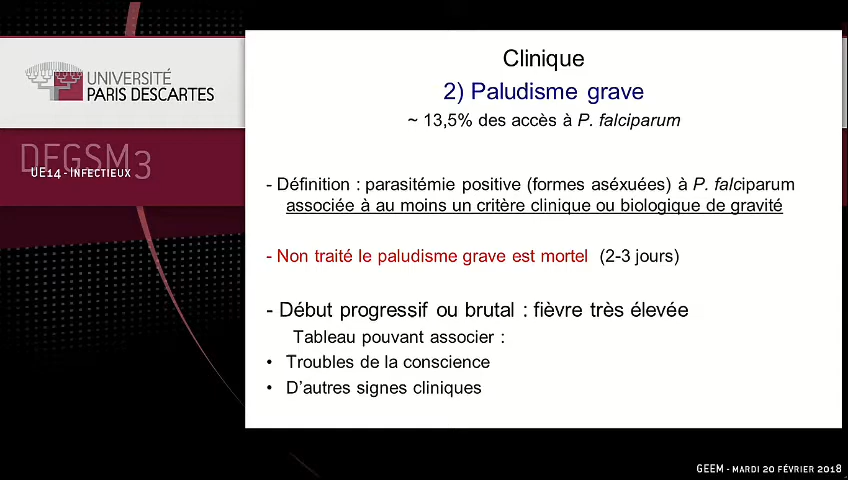 Clinique
2) Paludisme grave
~ 13,5% des accès à P. falciparum
UNIVERSITÉ
PARIS DESCARTES
DFGSM3
UE14 - INFECTIEUX
- Définition : parasitémie positive (formes aséxuées) à P. falciparum
associée à au moins un critère clinique ou biologique de gravité
- Non traité le paludisme grave est mortel (2-3 jours)
- Début progressif ou brutal : fièvre très élevée
Tableau pouvant associer :
• Troubles de la conscience
• D'autres signes cliniques
GEEM - MARDI 20 FÉVRIER 2018